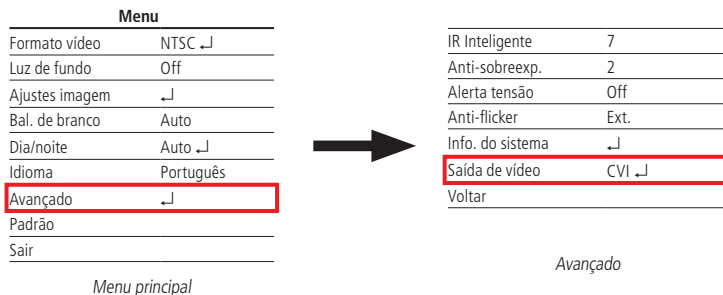 Menu
Formato vídeo NTSC ↵
Luz de fundo Off
Ajustes imagem ↵
Bal. de branco Auto
Dia/noite Auto ↵
Idioma Português
Avançado ↵
Padrão
Sair
Menu principal
IR Inteligente 7
Anti-sobreexp. 2
Alerta tensão Off
Anti-flicker Ext.
Info. do sistema ↵
Saída de vídeo CVI ↵
Voltar
Avançado